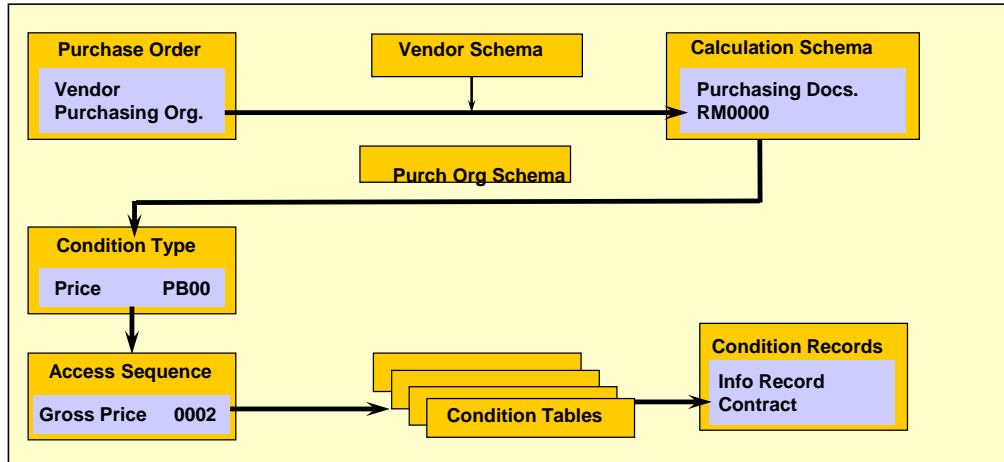 Purchase Order
Vendor
Purchasing Org.
Vendor Schema
Calculation Schema
Purchasing Docs.
RM0000
Purch Org Schema
Condition Type
Price PB00
Access Sequence
Gross Price 0002
Condition Tables
Condition Records
Info Record
Contract